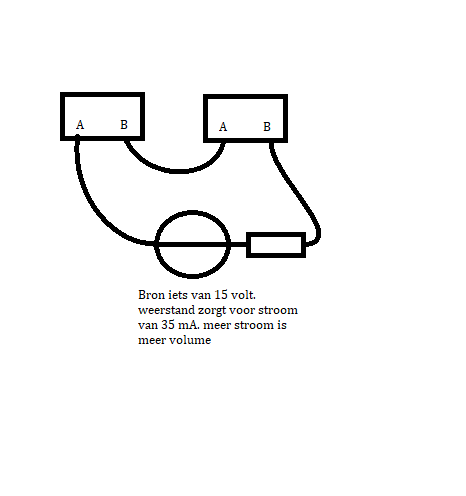 A B A B
Bron iets van 15 volt.
weerstand zorgt voor stroom
van 35 mA. meer stroom is
meer volume